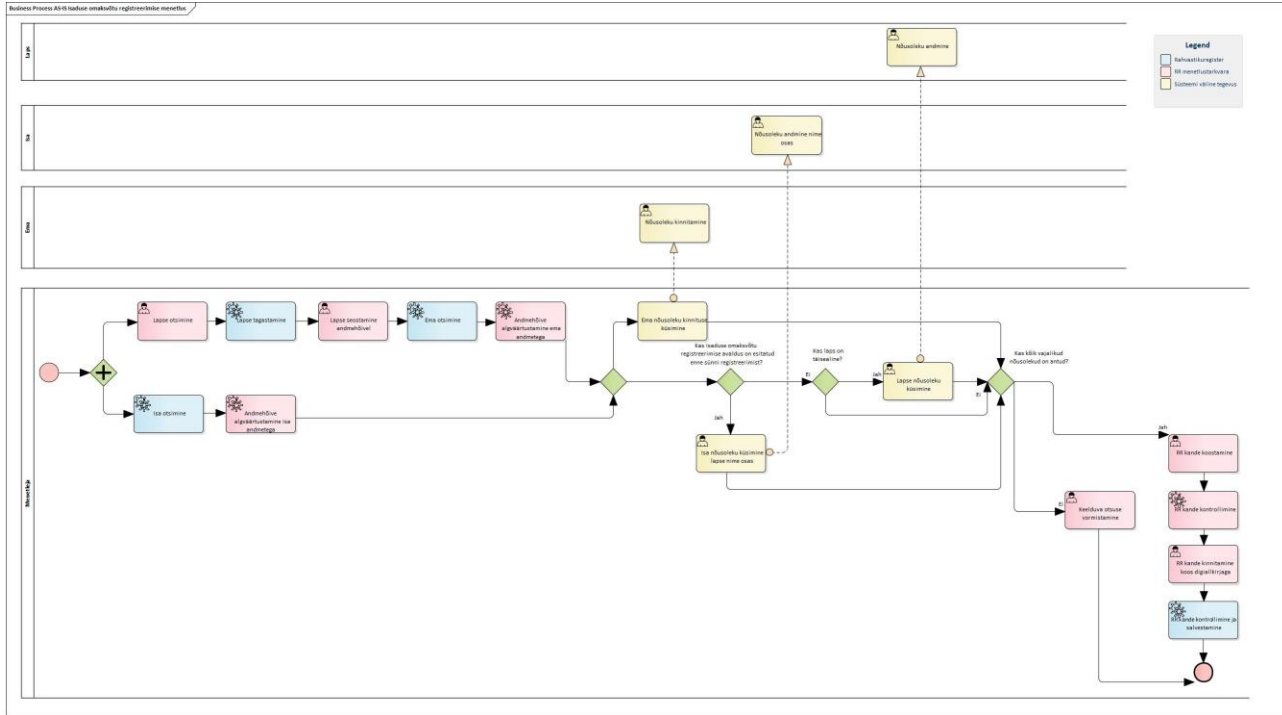 Business Process AS-IS Isaduse omaksvõtu registreerimise menetlus
Laps
Nõusoleku andmine
Legend
Rahvastikuregister
RR menetlustarkvara
Süsteemi väline tegevus
Isa
Nõusoleku andmine nime
osas
Ema
Nõusoleku kinnitamine
Menetleja
Lapse otsimine
Lapse tagastamine
Lapse seostamine
andmehõivel
Ema otsimine
Andmehõive
algväärtustamine ema
andmetega
Ema nõusoleku kinnituse
küsimine
Kas isaduse omaksvõtu
registreerimise avaldus on esitatud
enne sünni registreerimist?
Kas laps on
täisealine?
Kas kõik vajalikud
nõusolekud on antud?
Ei
Jah
Lapse nõusoleku
küsimine
Ei
Isa otsimine
Andmehõive
algväärtustamine isa
andmetega
Jah
Isa nõusoleku küsimine
lapse nime osas
Jah
RR kande koostamine
Ei
Keelduva otsuse
vormistamine
RR kande kontrollimine
RR kande kinnitamine
koos digiallkirjaga
RR kande kontrollimine ja
salvestamine